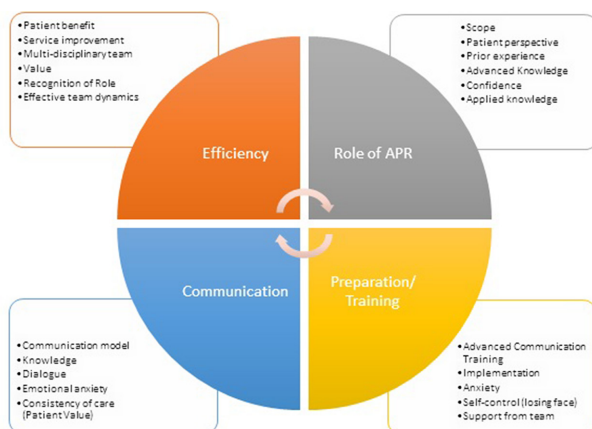 • Patient benefit
• Service improvement
• Multi-disciplinary team
• Value
• Recognition of Role
• Effective team dynamics
• Scope
• Patient perspective
• Prior experience
• Advanced Knowledge
• Confidence
• Applied knowledge
Efficiency
Role of APR
Communication
Preparation/
Training
• Communication model
• Knowledge
• Dialogue
• Emotional anxiety
• Consistency of care
(Patient Value)
• Advanced Communication
Training
• Implementation
• Anxiety
• Self-control (losing face)
• Support from team